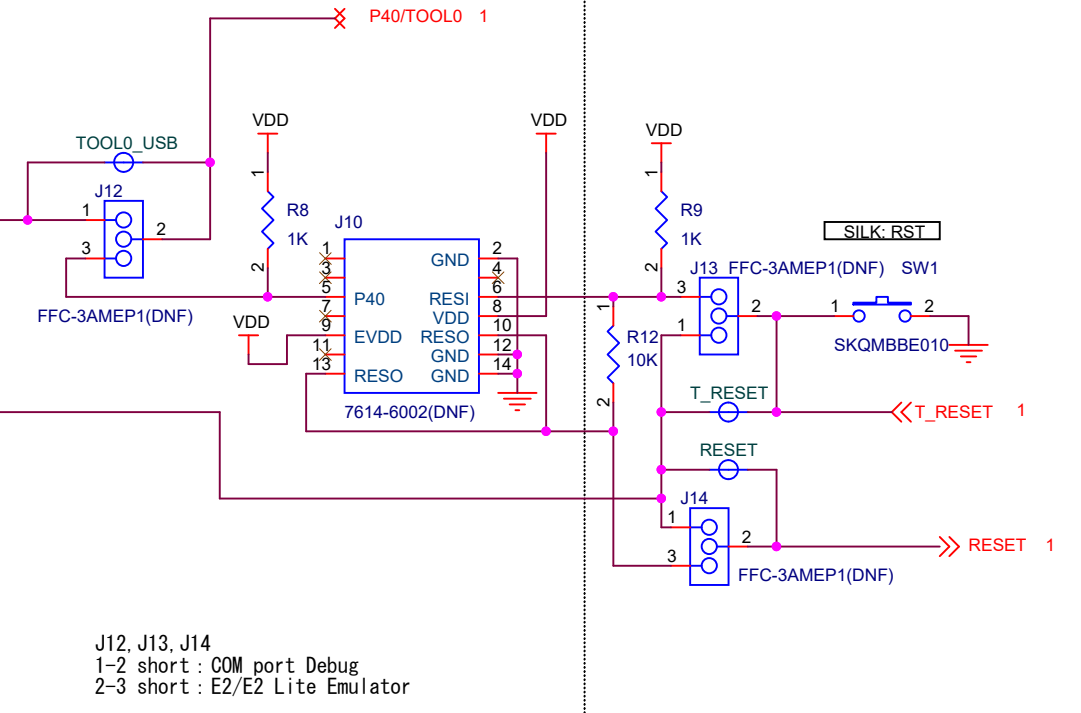 P40/TOOL0 1
VDD VDD VDD
TOOL0_USB
J12
1
2
3
FFC-3AMEP1(DNF)
1
R8
1K
2
VDD
J10
1
3
5
7
9
11
13
P40
EVDD
RESO
GND
RESI
VDD
RESO
GND
GND
2
4
6
8
10
12
14
7614-6002(DNF)
1
R9
1K
2
1
R12
10K
2
SILK: RST
J13 FFC-3AMEP1(DNF) SW1
3
2
1
1 2
SKQMBBE010
T_RESET
T_RESET 1
RESET
J14
1
2
3
RESET 1
FFC-3AMEP1(DNF)
J12,J13,J14
1-2 short : COM port Debug
2-3 short : E2/E2 Lite Emulator